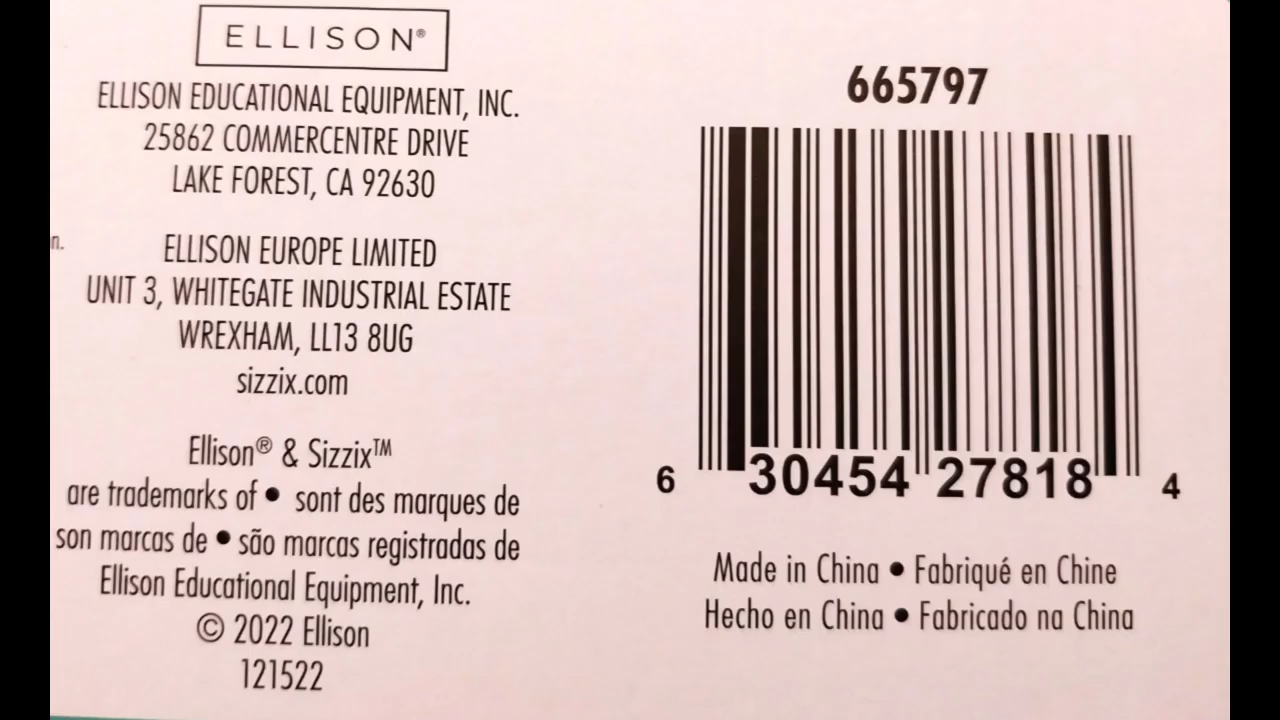 ELLISON®
ELLISON EDUCATIONAL EQUIPMENT, INC.
25862 COMMERCENTRE DRIVE
LAKE FOREST, CA 92630
n.
ELLISON EUROPE LIMITED
UNIT 3, WHITEGATE INDUSTRIAL ESTATE
WREXHAM, LL13 8UG
sizzix.com
Ellison® & Sizzix™
are trademarks of • sont des marques de
son marcas de • são marcas registradas de
Ellison Educational Equipment, Inc.
© 2022 Ellison
121522
665797
6 30454 27818 4
Made in China • Fabriqué en Chine
Hecho en China • Fabricado na China